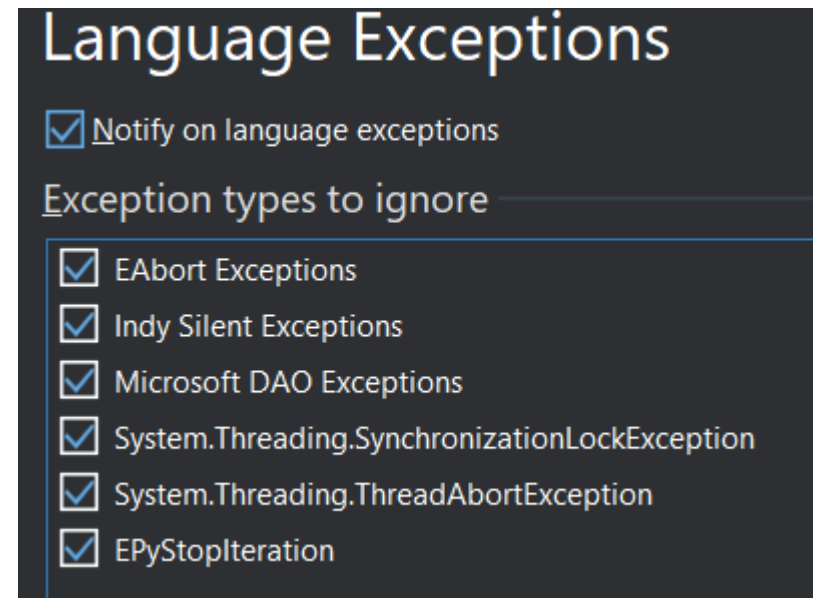 Language Exceptions
Notify on language exceptions
Exception types to ignore
EAbort Exceptions
Indy Silent Exceptions
Microsoft DAO Exceptions
System.Threading.SynchronizationLockException
System.Threading.ThreadAbortException
EPyStopIteration